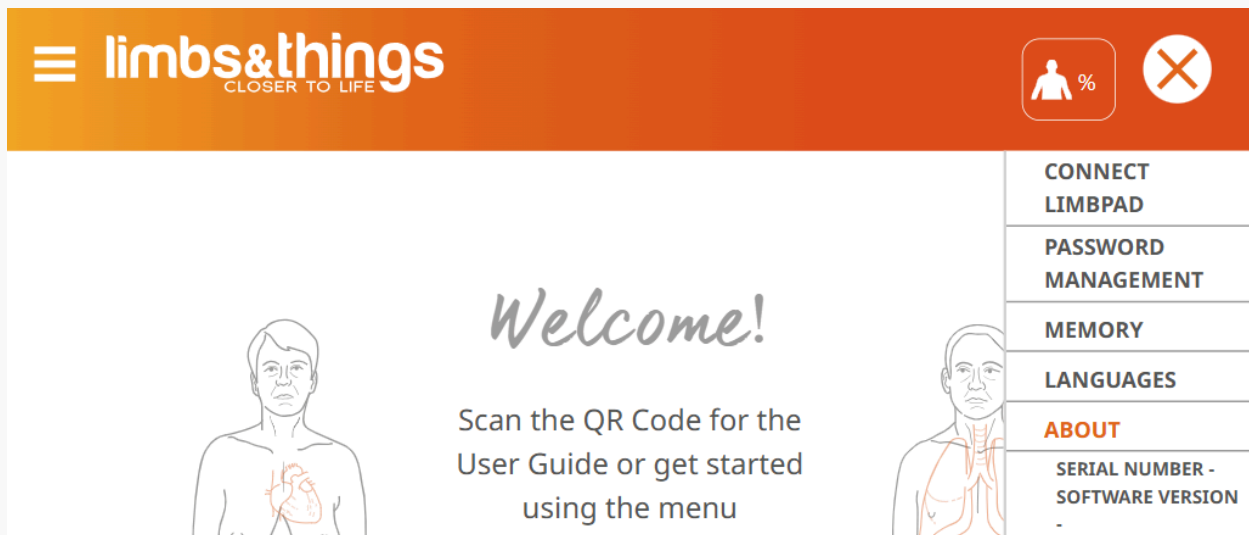 limbs&things
CLOSER TO LIFE
%
Welcome!
Scan the QR Code for the
User Guide or get started
using the menu
CONNECT
LIMBPAD
PASSWORD
MANAGEMENT
MEMORY
LANGUAGES
ABOUT
SERIAL NUMBER -
SOFTWARE VERSION
-